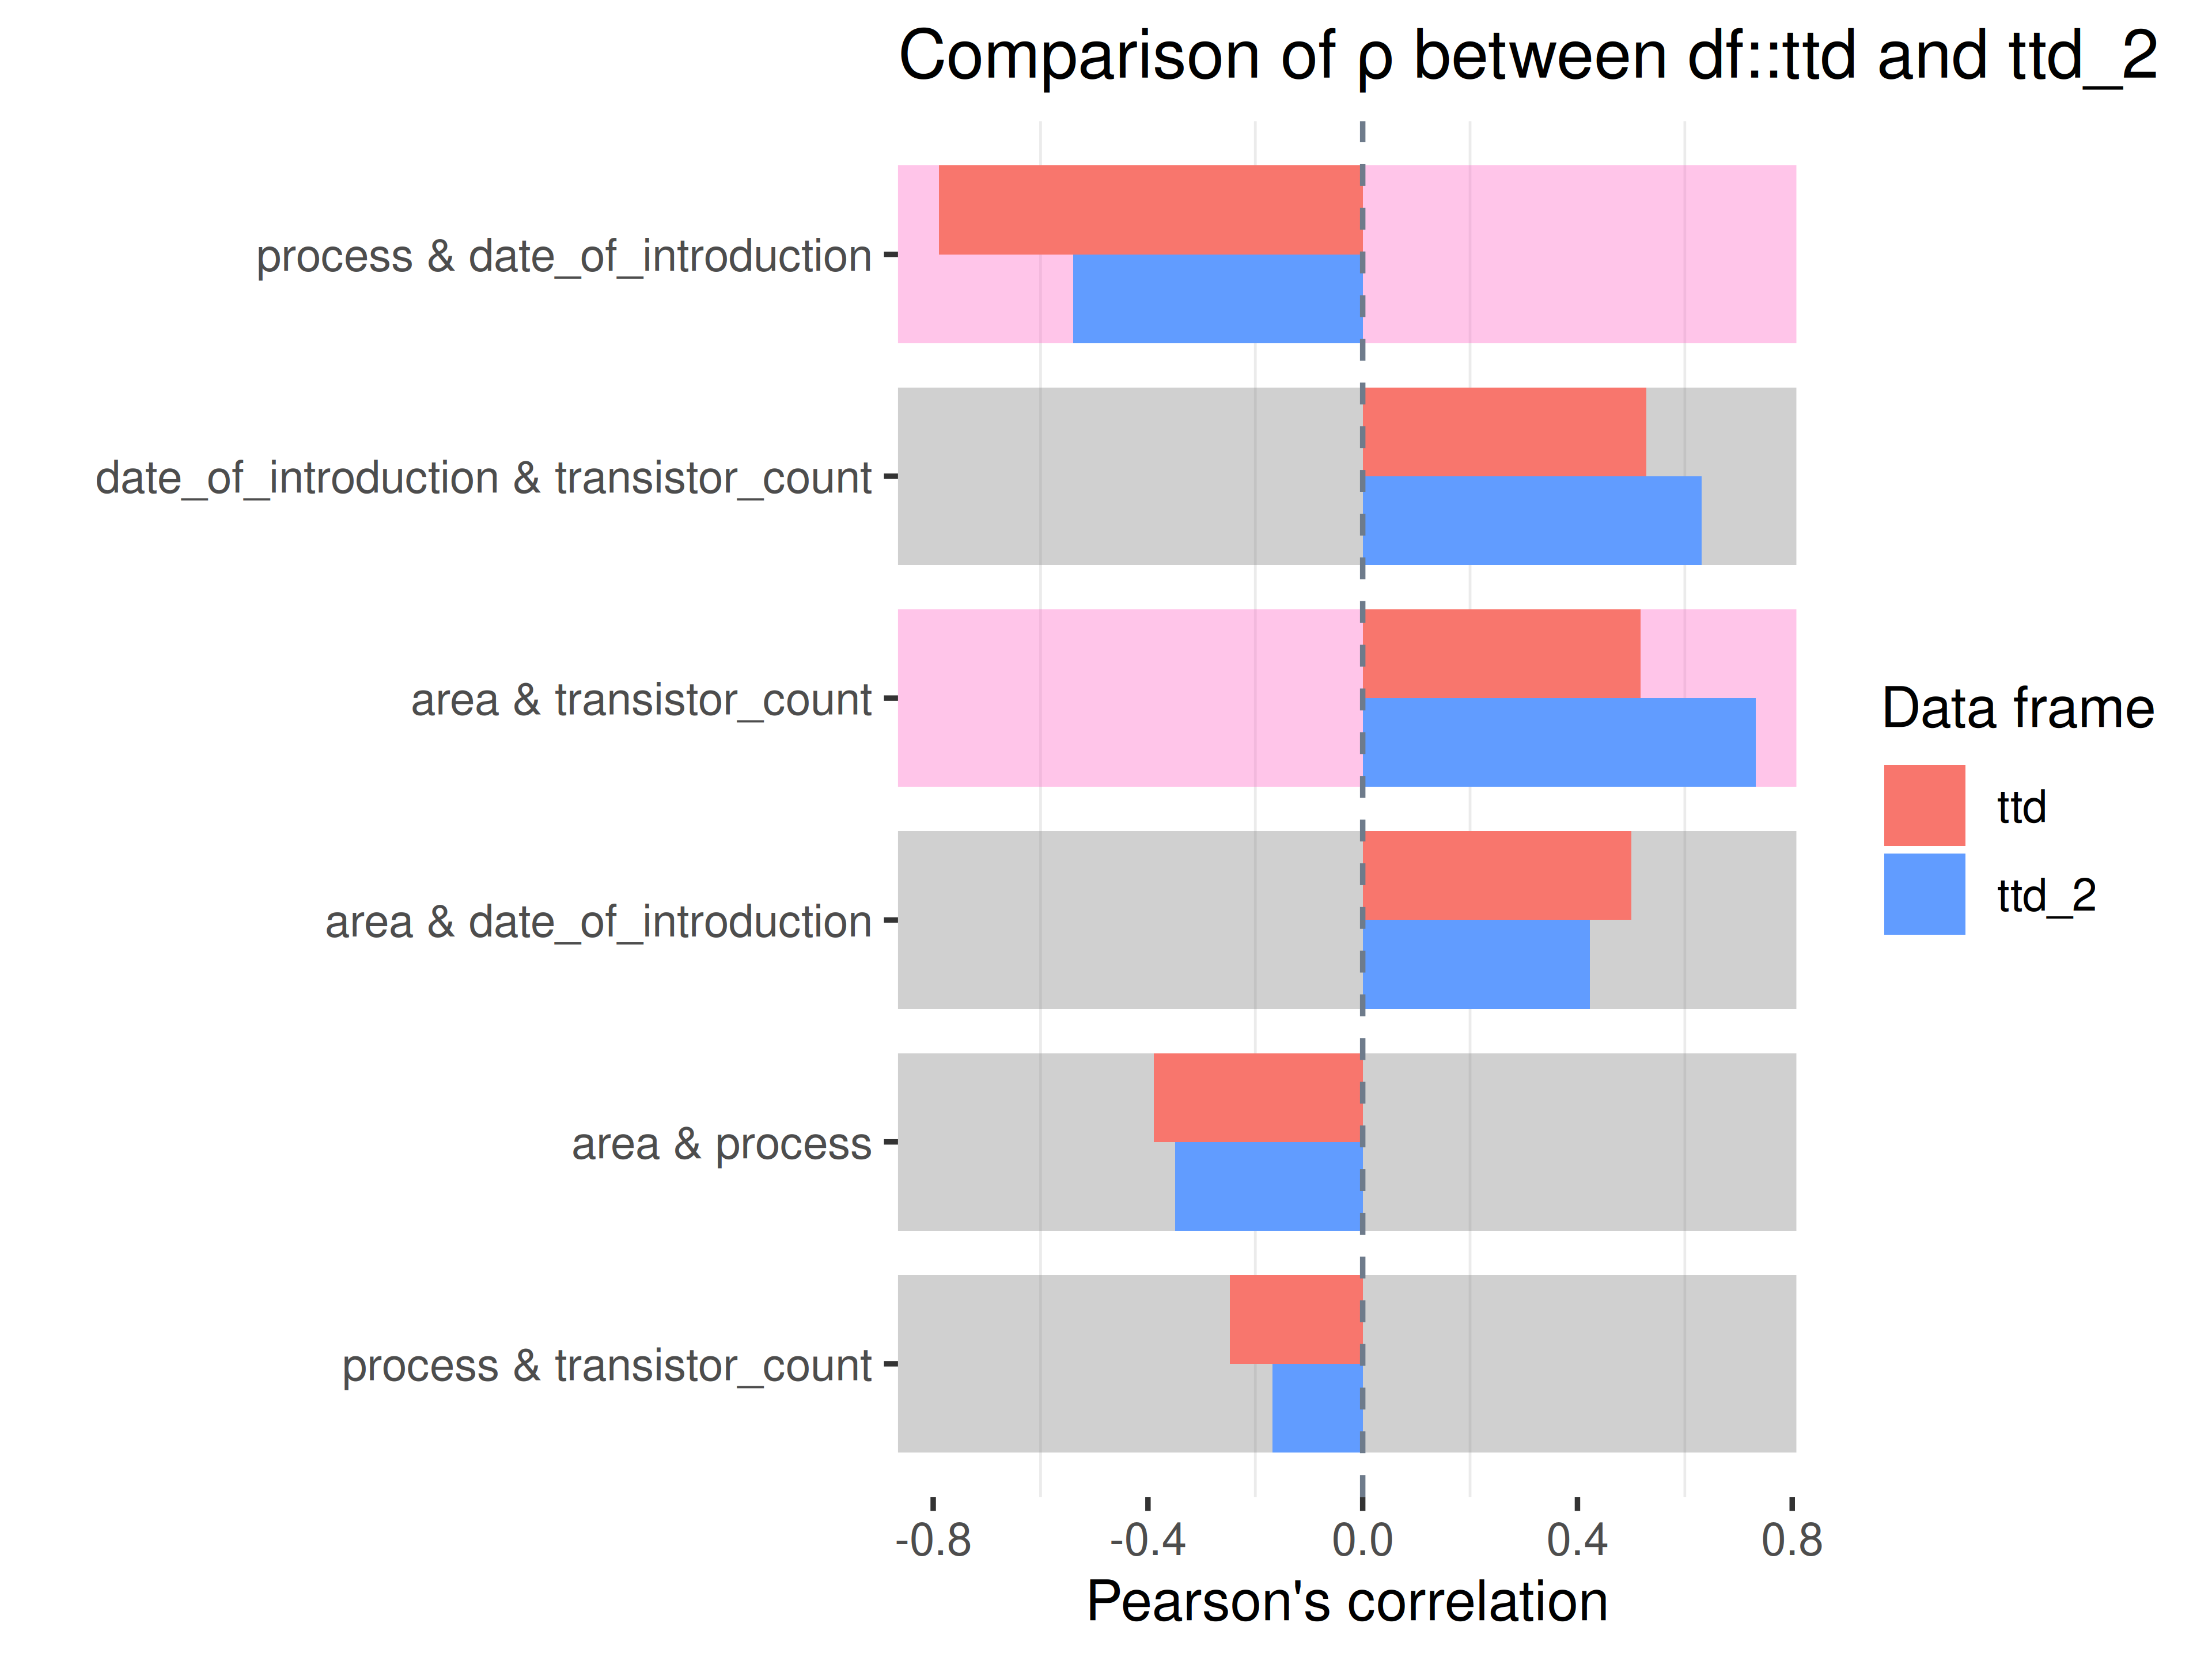 Comparison of ρ between df::ttd and ttd_2
process & date_of_introduction
date_of_introduction & transistor_count
area & transistor_count
area & date_of_introduction
area & process
process & transistor_count
-0.8 -0.4 0.0 0.4 0.8
Pearson's correlation
Data frame
ttd
ttd_2